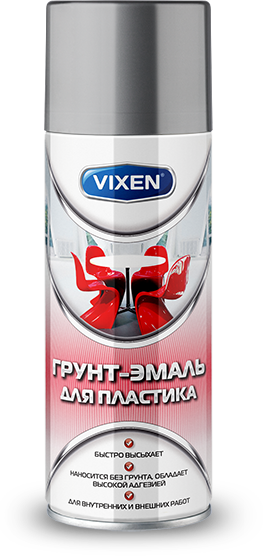 VIXEN®
ГРУНТ-ЭМАЛЬ
ДЛЯ ПЛАСТИКА
БЫСТРО ВЫСЫХАЕТ
НАНОСИТСЯ БЕЗ ГРУНТА, ОБЛАДАЕТ
ВЫСОКОЙ АДГЕЗИЕЙ
ДЛЯ ВНУТРЕННИХ И ВНЕШНИХ РАБОТ